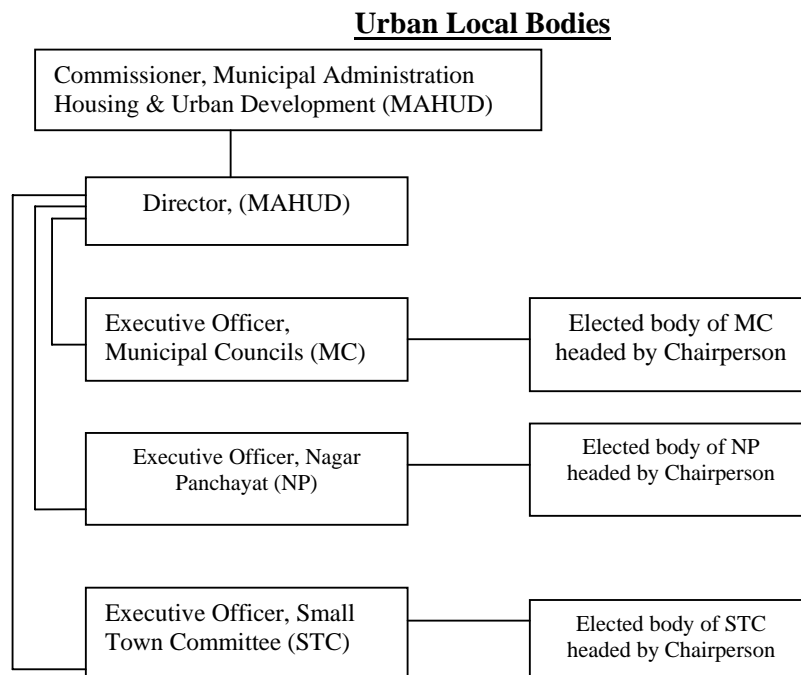 Urban Local Bodies
Commissioner, Municipal Administration
Housing & Urban Development (MAHUD)
Director, (MAHUD)
Executive Officer,
Municipal Councils (MC)
Elected body of MC
headed by Chairperson
Executive Officer, Nagar
Panchayat (NP)
Elected body of NP
headed by Chairperson
Executive Officer, Small
Town Committee (STC)
Elected body of STC
headed by Chairperson